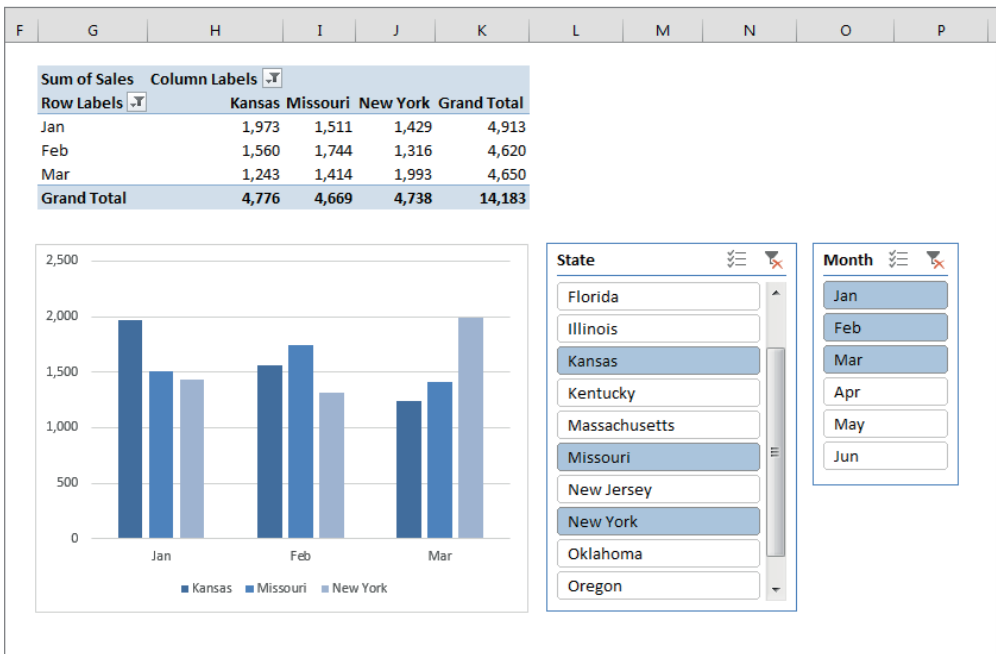 F G H I J K L M N O P
Sum of Sales Column Labels
Row Labels Kansas Missouri New York Grand Total
Jan 1,973 1,511 1,429 4,913
Feb 1,560 1,744 1,316 4,620
Mar 1,243 1,414 1,993 4,650
Grand Total 4,776 4,669 4,738 14,183
2,500
2,000
1,500
1,000
500
0
Jan Feb Mar
Kansas Missouri New York
State
Florida
Illinois
Kansas
Kentucky
Massachusetts
Missouri
New Jersey
New York
Oklahoma
Oregon
Month
Jan
Feb
Mar
Apr
May
Jun